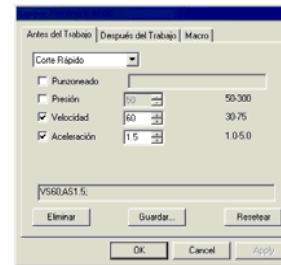 Antes del Trabajo Después del Trabajo Macro
Corte Rápido
Punzoneado
Presión 50 50-300
Velocidad 60 30-75
Aceleración 1.5 1.0-5.0
VS60,AS1.5;
Eliminar Guardar... Resetear
OK Cancel Apply